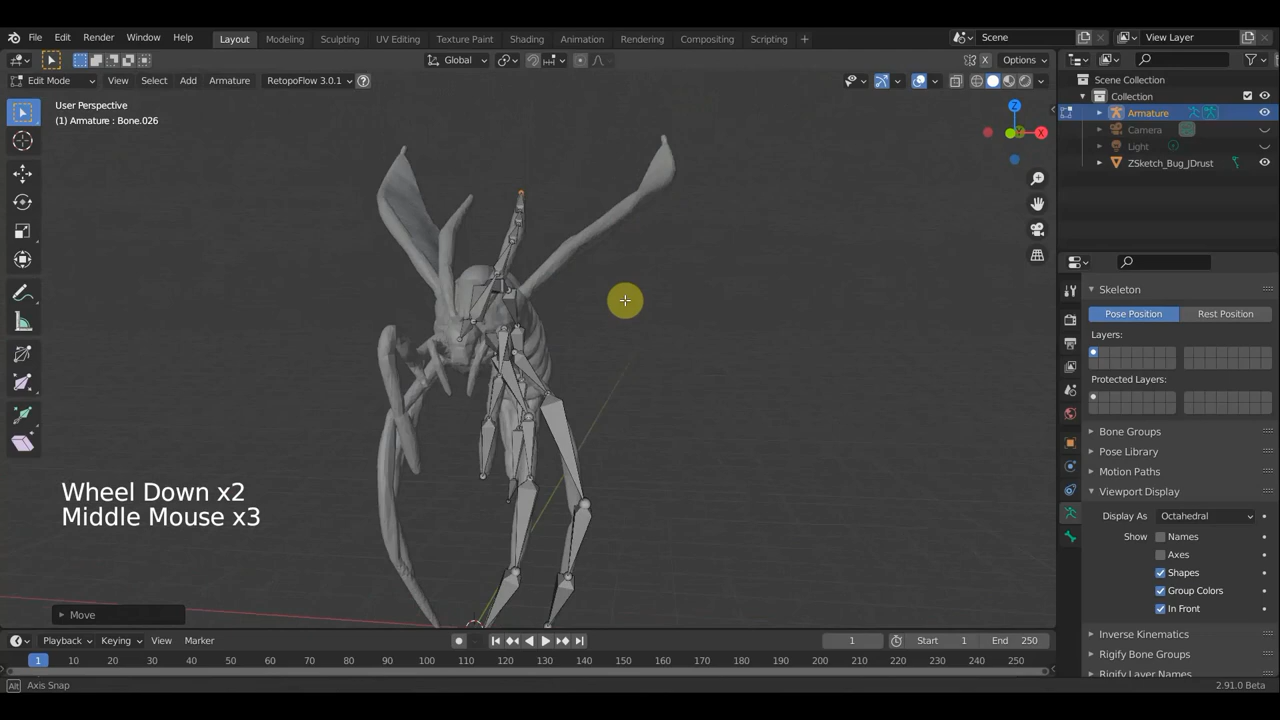 File Edit Render Window Help Layout Modeling Sculpting UV Editing Texture Paint Shading Animation Rendering Compositing Scripting + Scene View Layer
Global X Options
Edit Mode View Select Add Armature RetopoFlow 3.0.1 ?
User Perspective
(1) Armature : Bone.026
Z
X
Scene Collection
Collection
Armature
Camera
Light
ZSketch_Bug_JDrust
Skeleton
Pose Position Rest Position
Layers:
Protected Layers:
Bone Groups
Pose Library
Motion Paths
Viewport Display
Display As Octahedral
Show Names
Axes
Shapes
Group Colors
In Front
Inverse Kinematics
Rigify Bone Groups
Rigify Layer Names
Wheel Down x2
Middle Mouse x3
Move
Playback Keying View Marker 1 Start 1 End 250
1 10 20 30 40 50 60 70 80 90 100 110 120 130 140 150 160 170 180 190 200 210 220 230 240 250
Alt Axis Snap 2.91.0 Beta